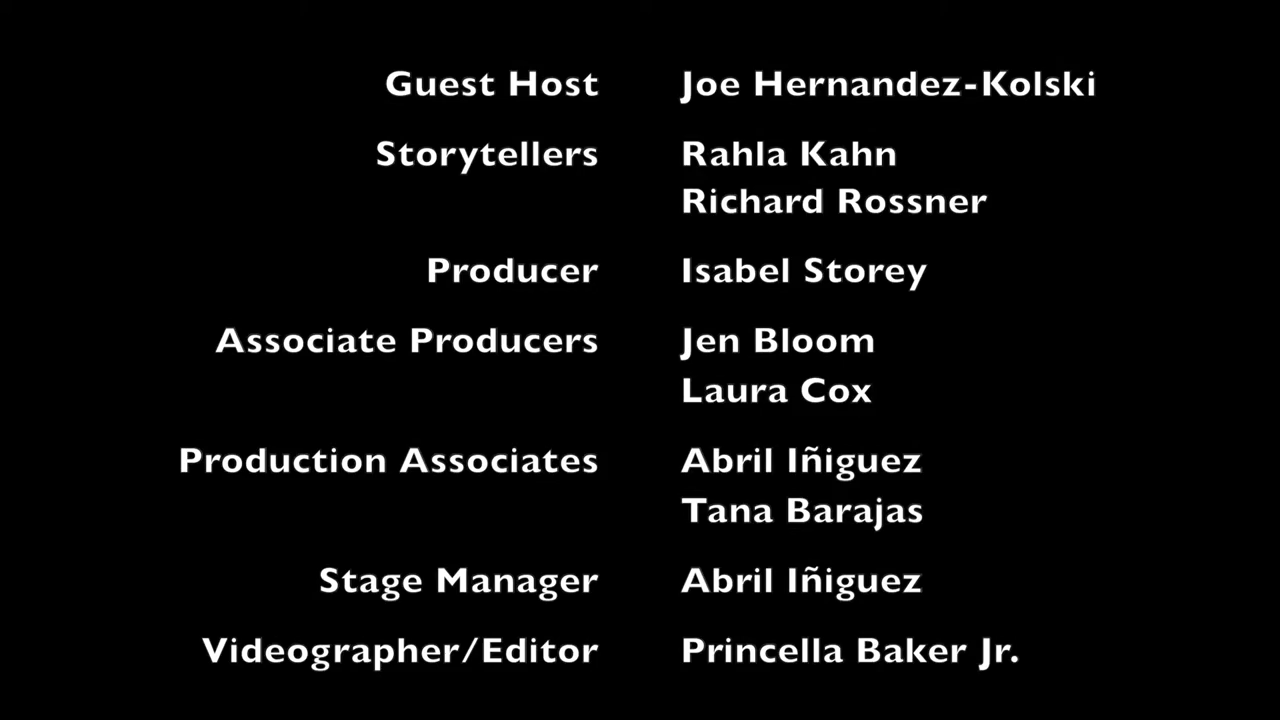 Guest Host Joe Hernandez-Kolski
Storytellers Rahla Kahn
Richard Rossner
Producer Isabel Storey
Associate Producers Jen Bloom
Laura Cox
Production Associates Abril Iñiguez
Tana Barajas
Stage Manager Abril Iñiguez
Videographer/Editor Princella Baker Jr.